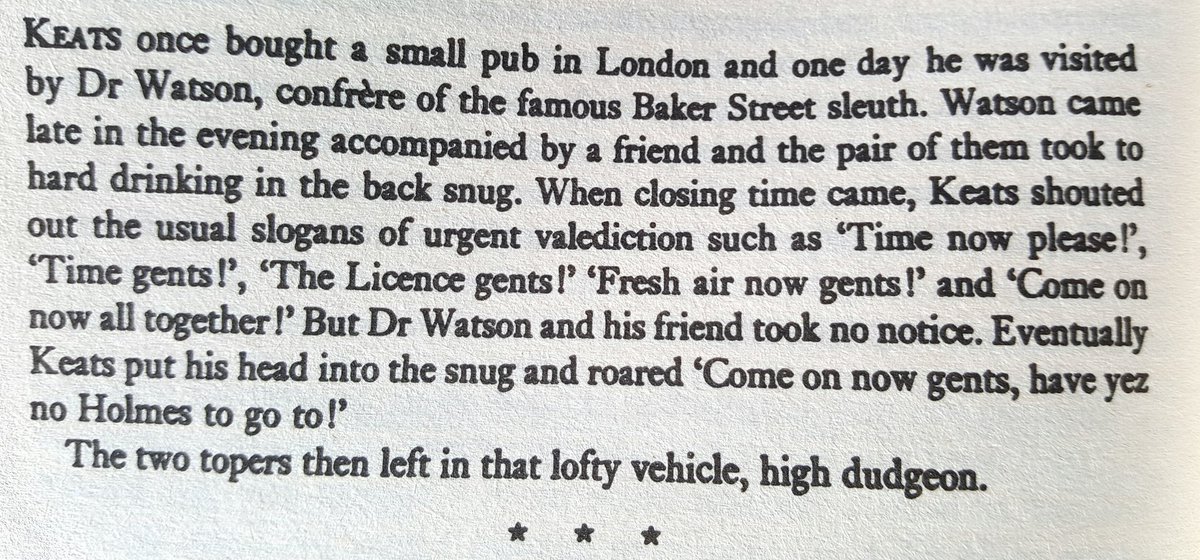 KEATS once bought a small pub in London and one day he was visited
by Dr Watson, confrère of the famous Baker Street sleuth. Watson came
late in the evening accompanied by a friend and the pair of them took to
hard drinking in the back snug. When closing time came, Keats shouted
out the usual slogans of urgent valediction such as ‘Time now please!’,
‘Time gents!’, ‘The Licence gents!’ ‘Fresh air now gents!’ and ‘Come on
now all together!’ But Dr Watson and his friend took no notice. Eventually
Keats put his head into the snug and roared ‘Come on now gents, have yez
no Holmes to go to!’
The two topers then left in that lofty vehicle, high dudgeon.
* * *